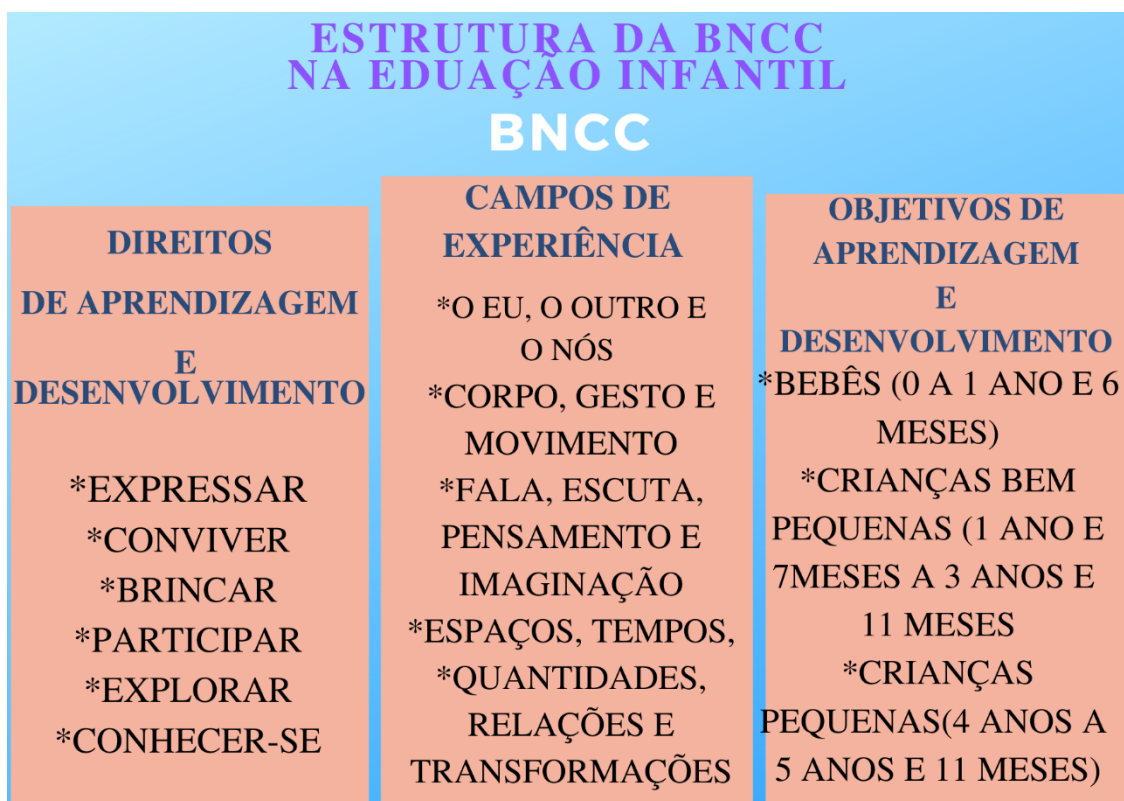 ESTRUTURA DA BNCC
NA EDUAÇÃO INFANTIL
BNCC
DIREITOS
DE APRENDIZAGEM
E
DESENVOLVIMENTO
*EXPRESSAR
*CONVIVER
*BRINCAR
*PARTICIPAR
*EXPLORAR
*CONHECER-SE
CAMPOS DE
EXPERIÊNCIA
*O EU, O OUTRO E
O NÓS
*CORPO, GESTO E
MOVIMENTO
*FALA, ESCUTA,
PENSAMENTO E
IMAGINAÇÃO
*ESPAÇOS, TEMPOS,
*QUANTIDADES,
RELAÇÕES E
TRANSFORMAÇÕES
OBJETIVOS DE
APRENDIZAGEM
E
DESENVOLVIMENTO
*BEBÊS (0 A 1 ANO E 6
MESES)
*CRIANÇAS BEM
PEQUENAS (1 ANO E
7MESES A 3 ANOS E
11 MESES
*CRIANÇAS
PEQUENAS(4 ANOS A
5 ANOS E 11 MESES)